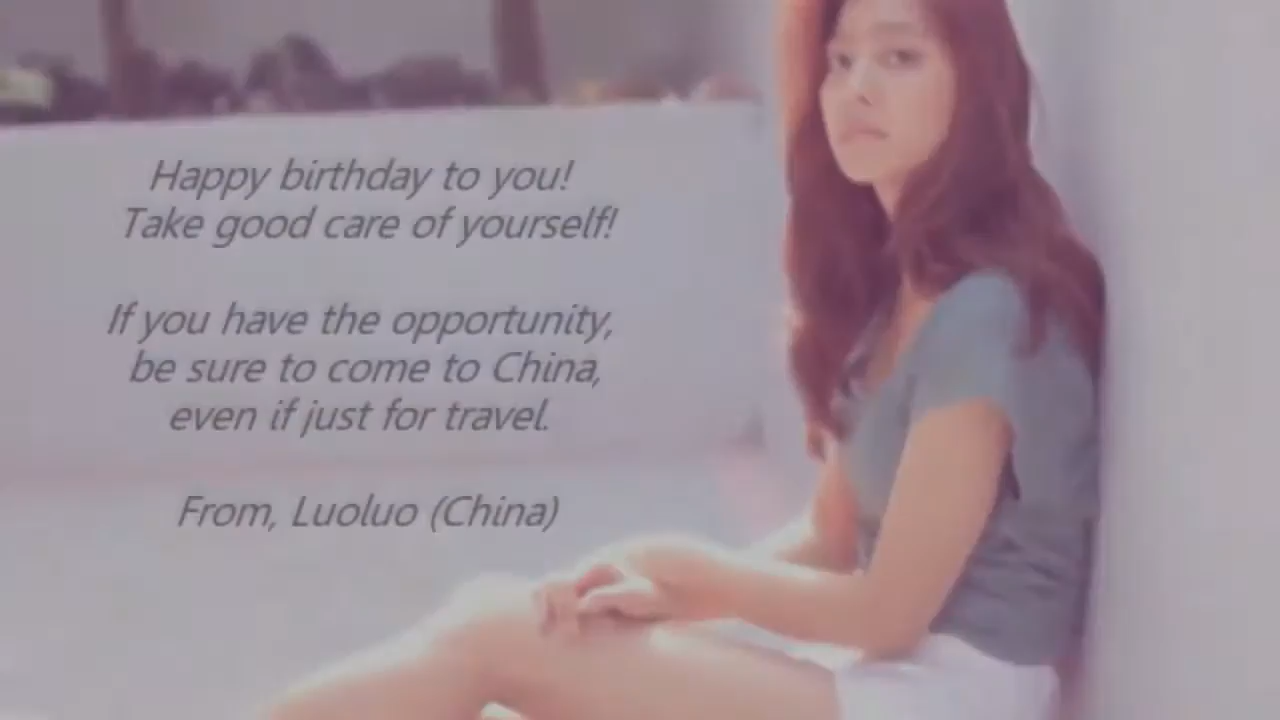 Happy birthday to you!
Take good care of yourself!
If you have the opportunity,
be sure to come to China,
even if just for travel.
From, Luoluo (China)